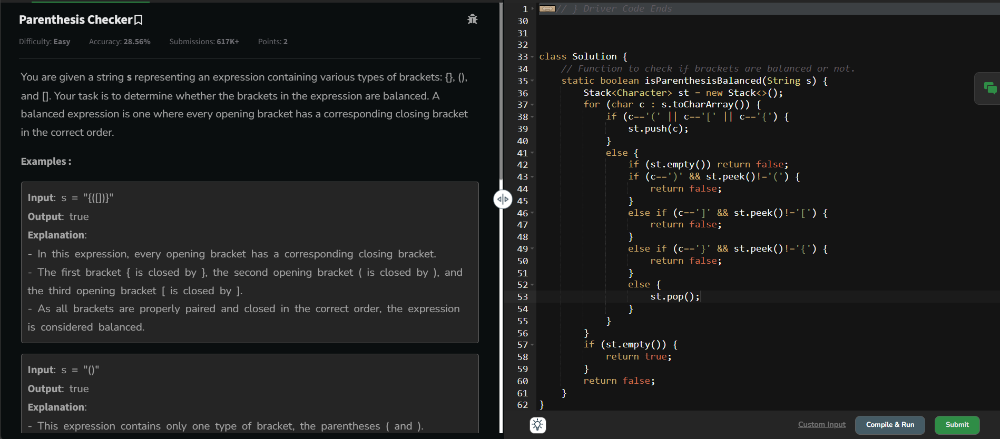 Parenthesis Checker
Difficulty: Easy Accuracy: 28.56% Submissions: 617K+ Points: 2
You are given a string s representing an expression containing various types of brackets: {}, (),
and []. Your task is to determine whether the brackets in the expression are balanced. A
balanced expression is one where every opening bracket has a corresponding closing bracket
in the correct order.
Examples :
Input: s = "{([])}"
Output: true
Explanation:
- In this expression, every opening bracket has a corresponding closing bracket.
- The first bracket { is closed by }, the second opening bracket ( is closed by ), and
the third opening bracket [ is closed by ].
- As all brackets are properly paired and closed in the correct order, the expression
is considered balanced.
Input: s = "()"
Output: true
Explanation:
- This expression contains only one type of bracket, the parentheses ( and ).
1 // } Driver Code Ends
30
31
32
33 class Solution {
34     // Function to check if brackets are balanced or not.
35     static boolean isParenthesisBalanced(String s) {
36         Stack<Character> st = new Stack<>();
37         for (char c : s.toCharArray()) {
38             if (c=='(' || c=='[' || c=='{') {
39                 st.push(c);
40             }
41             else {
42                 if (st.empty()) return false;
43                 if (c==')' && st.peek()!='(') {
44                     return false;
45                 }
46                 else if (c==']' && st.peek()!='[') {
47                     return false;
48                 }
49                 else if (c=='}' && st.peek()!='{') {
50                     return false;
51                 }
52                 else {
53                     st.pop();
54                 }
55             }
56         }
57         if (st.empty()) {
58             return true;
59         }
60         return false;
61     }
62 }
Custom Input Compile & Run Submit